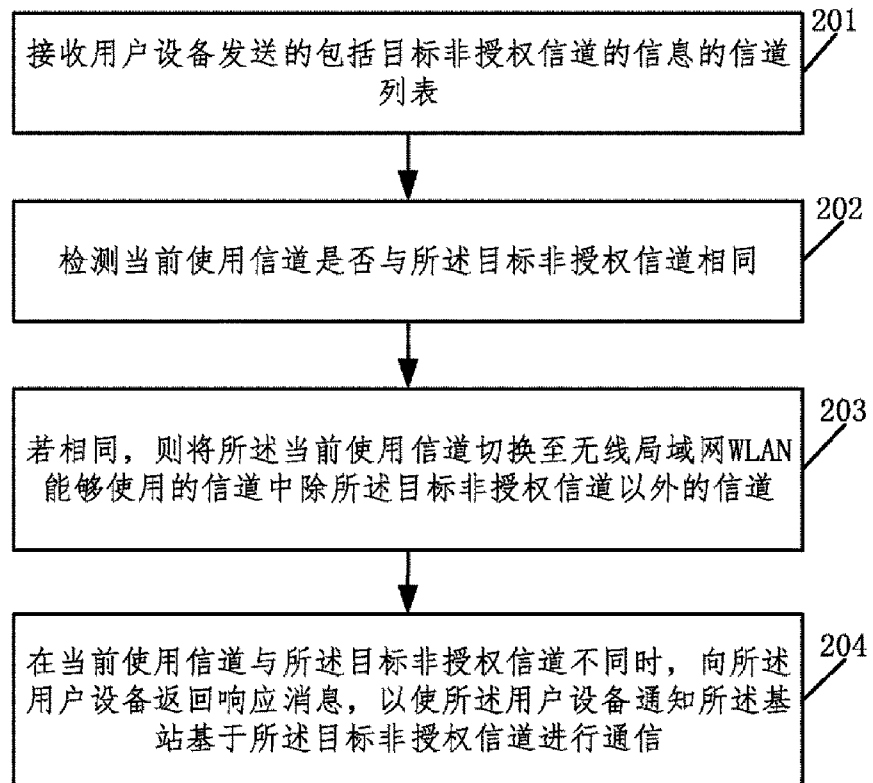 201
接收用户设备发送的包括目标非授权信道的信息的信道
列表
202
检测当前使用信道是否与所述目标非授权信道相同
203
若相同，则将所述当前使用信道切换至无线局域网WLAN
能够使用的信道中除所述目标非授权信道以外的信道
204
在当前使用信道与所述目标非授权信道不同时，向所述
用户设备返回响应消息，以使所述用户设备通知所述基
站基于所述目标非授权信道进行通信